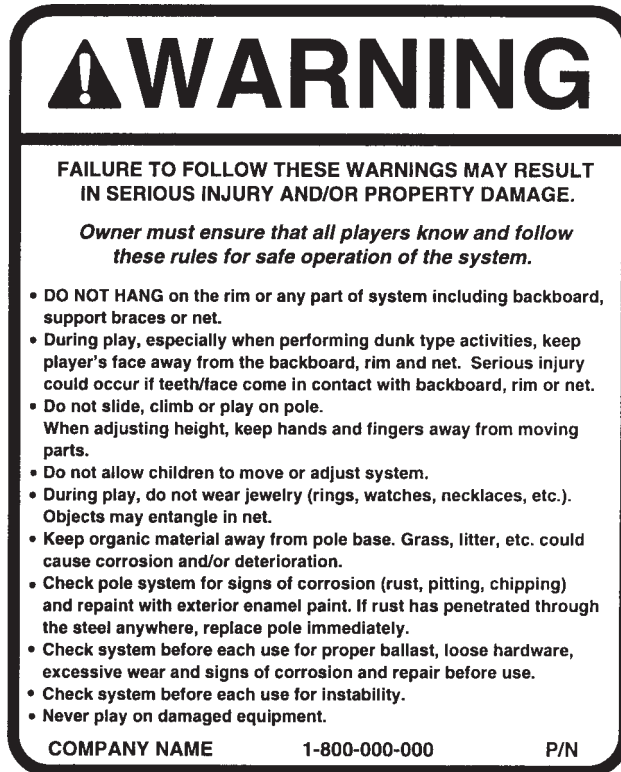 WARNING
FAILURE TO FOLLOW THESE WARNINGS MAY RESULT
IN SERIOUS INJURY AND/OR PROPERTY DAMAGE.
Owner must ensure that all players know and follow
these rules for safe operation of the system.
• DO NOT HANG on the rim or any part of system including backboard,
support braces or net.
• During play, especially when performing dunk type activities, keep
player's face away from the backboard, rim and net. Serious injury
could occur if teeth/face come in contact with backboard, rim or net.
• Do not slide, climb or play on pole.
When adjusting height, keep hands and fingers away from moving
parts.
• Do not allow children to move or adjust system.
• During play, do not wear jewelry (rings, watches, necklaces, etc.).
Objects may entangle in net.
• Keep organic material away from pole base. Grass, litter, etc. could
cause corrosion and/or deterioration.
• Check pole system for signs of corrosion (rust, pitting, chipping)
and repaint with exterior enamel paint. If rust has penetrated through
the steel anywhere, replace pole immediately.
• Check system before each use for proper ballast, loose hardware,
excessive wear and signs of corrosion and repair before use.
• Check system before each use for instability.
• Never play on damaged equipment.
COMPANY NAME 1-800-000-000 P/N